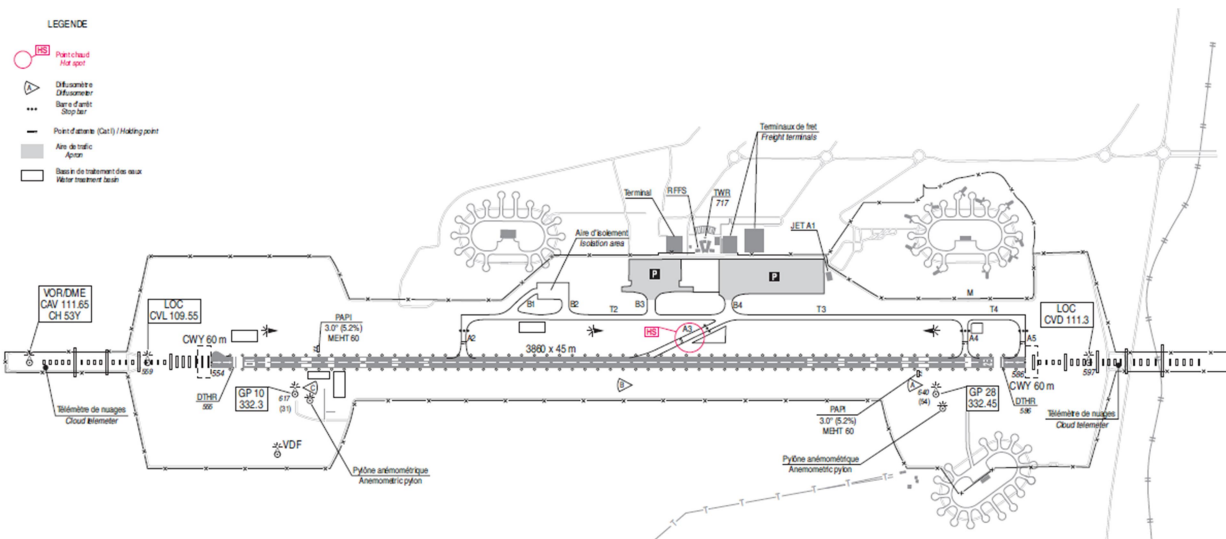 LEGENDE
HS
Point chaud
Hot spot
A
Diffusomètre
Diffusometer
Barre d'arrêt
Stop bar
Point d'attente (Cat I) / Holding point
Aire de trafic
Apron
Bassin de traitement des eaux
Water treatment basin
Terminaux de fret
Freight terminals
Terminal
RFFS
TWR
717
JET A1
Aire d'isolement
Isolation area
P
P
M
VOR/DME
CAV 111.65
CH 53Y
LOC
CVL 109.55
CWY 60 m
PAPI
3.0° (5.2%)
MEHT 60
B1
B2
T2
B3
B4
T3
T4
LOC
CVD 111.3
HS
A3
A2
A4
A5
3860 x 45 m
559
554
586
597
CWY 60 m
DTHR
555
GP 10
332.3
617
(31)
B
A
640
(54)
GP 28
332.45
DTHR
586
Télémètre de nuages
Cloud telemeter
PAPI
3.0° (5.2%)
MEHT 60
Télémètre de nuages
Cloud telemeter
VDF
Pylône anémométrique
Anemometric pylon
Pylône anémométrique
Anemometric pylon
T
T
T
T
T
T